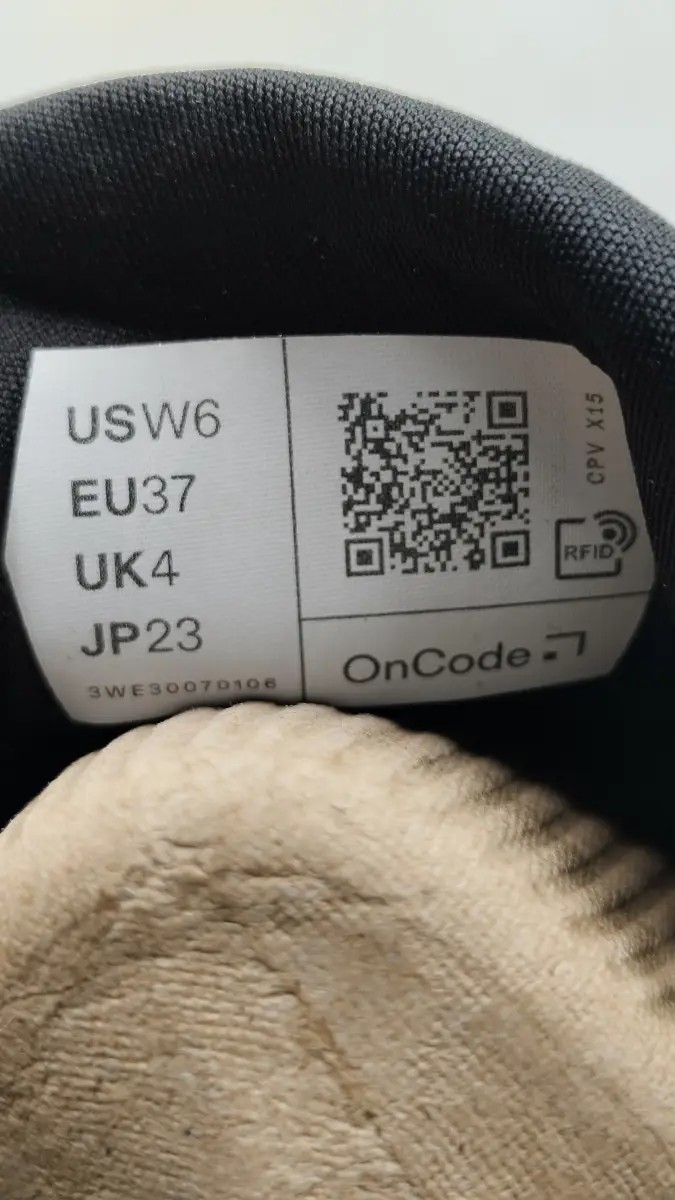 USW6
EU37
UK4
JP23
3WE30070106
CPV X15
RFID
OnCode